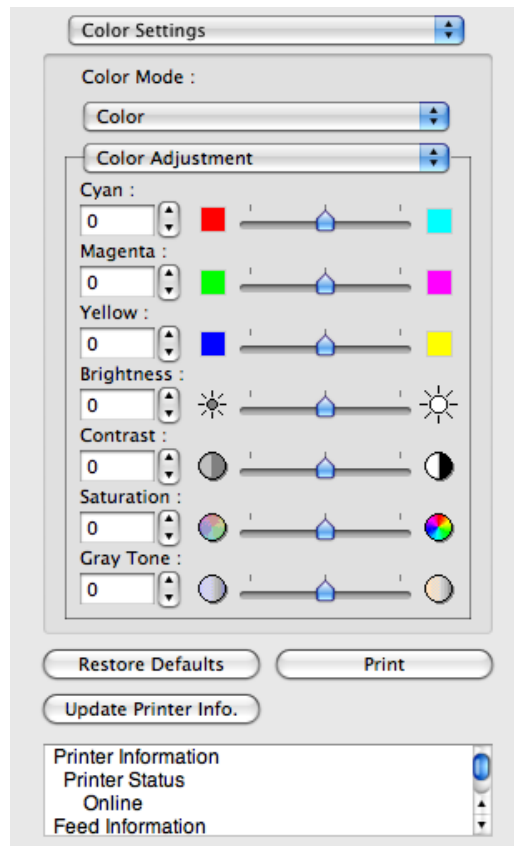 Color Settings
Color Mode :
Color
Color Adjustment
Cyan :
0
Magenta :
0
Yellow :
0
Brightness :
0
Contrast :
0
Saturation :
0
Gray Tone :
0
Restore Defaults
Print
Update Printer Info.
Printer Information
Printer Status
Online
Feed Information